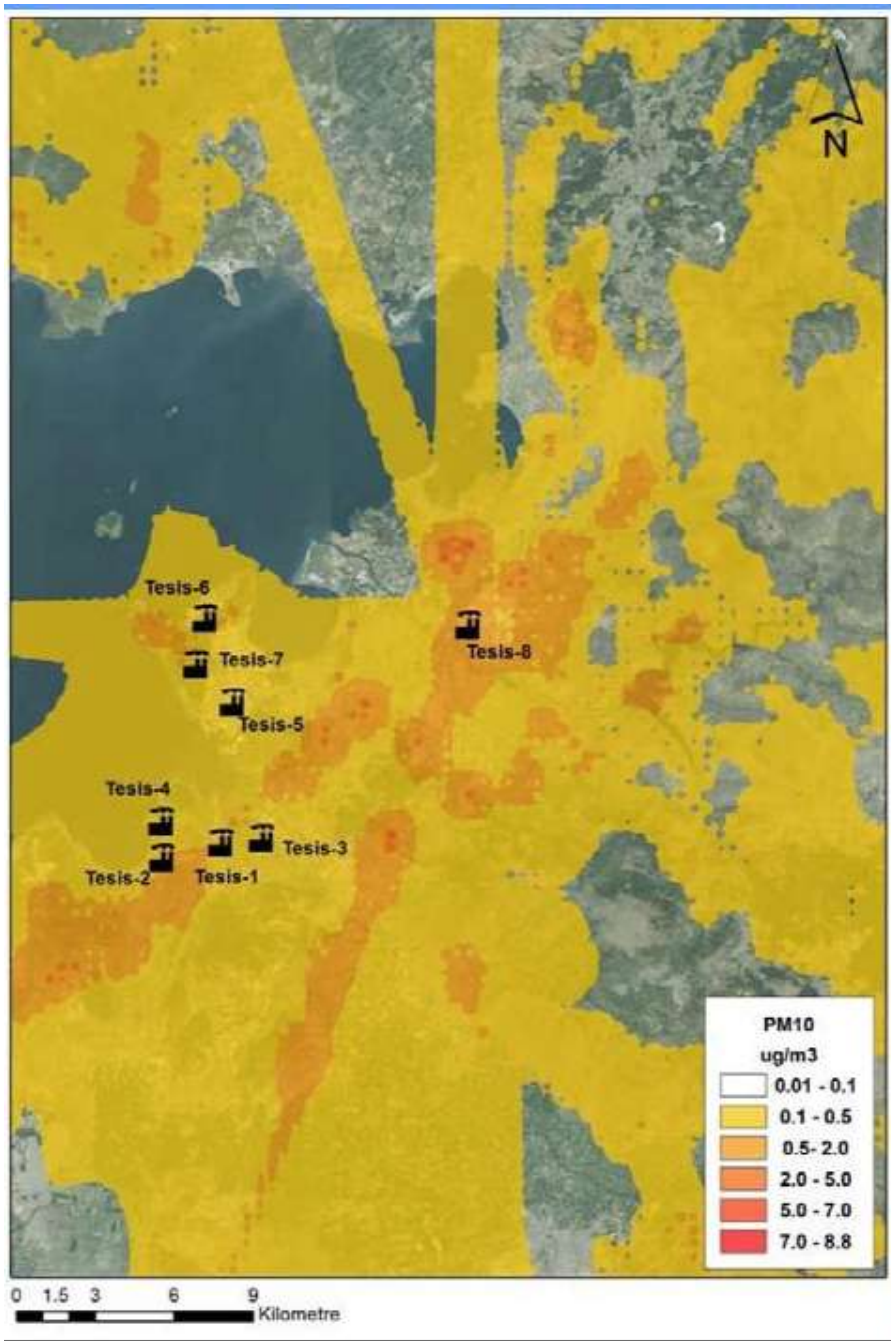 N
Tesis-6
Tesis-7
Tesis-8
Tesis-5
Tesis-4
Tesis-3
Tesis-2
Tesis-1
PM10
ug/m3
0.01 - 0.1
0.1 - 0.5
0.5- 2.0
2.0 - 5.0
5.0 - 7.0
7.0 - 8.8
0 1.5 3 6 9
Kilometre